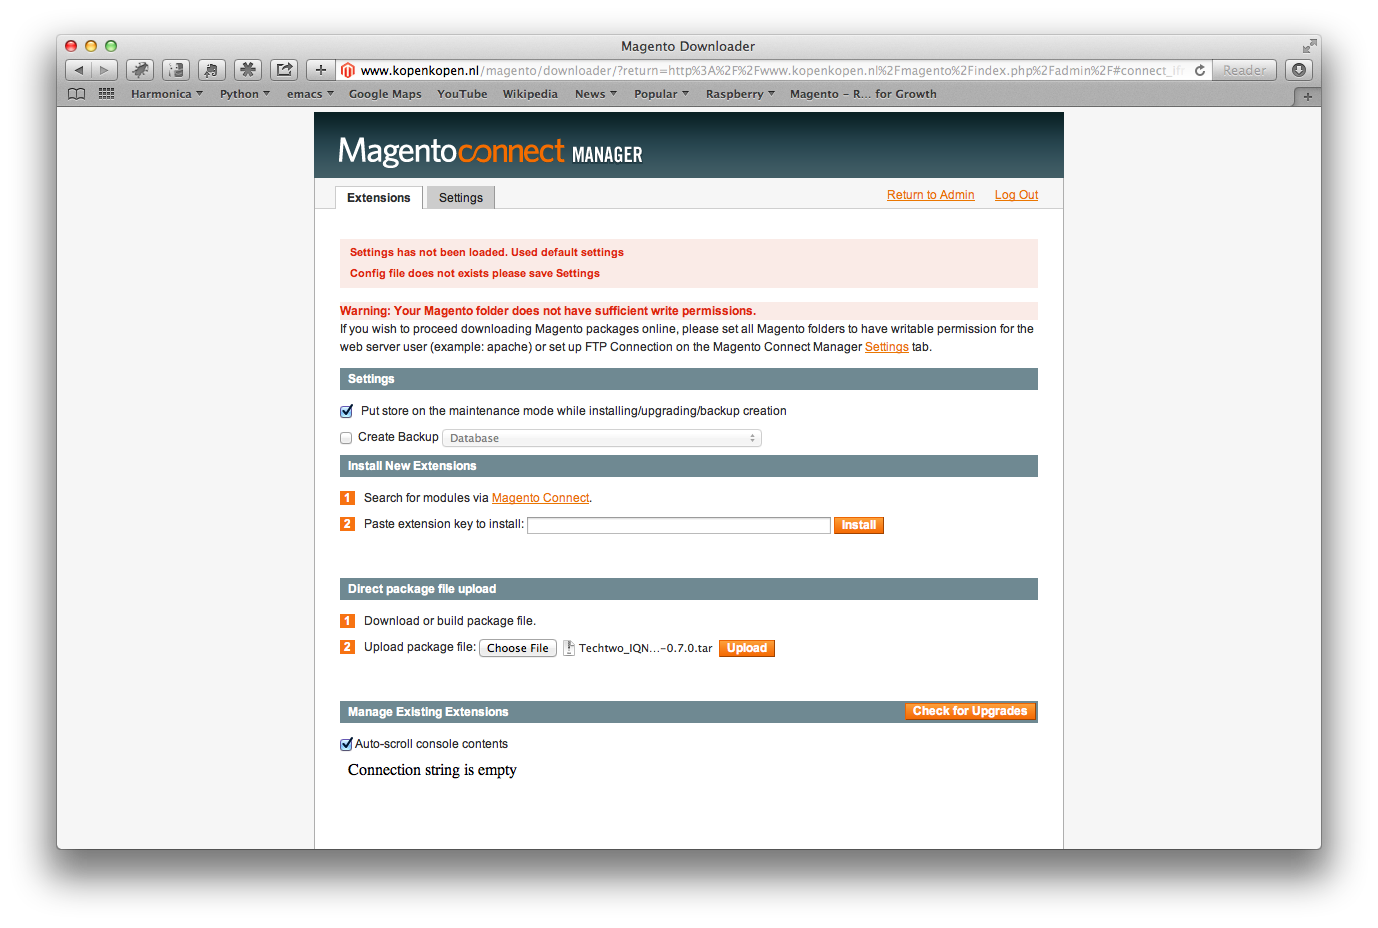 Magento Downloader
www.kopenkopen.nl/magento/downloader/?return=http%3A%2F%2Fwww.kopenkopen.nl%2Fmagento%2Findex.php%2Fadmin%2F#connect_ifr
Reader
Harmonica Python emacs Google Maps YouTube Wikipedia News Popular Raspberry Magento – R... for Growth
Magentoconnect MANAGER
Extensions Settings Return to Admin Log Out
Settings has not been loaded. Used default settings
Config file does not exists please save Settings
Warning: Your Magento folder does not have sufficient write permissions.
If you wish to proceed downloading Magento packages online, please set all Magento folders to have writable permission for the
web server user (example: apache) or set up FTP Connection on the Magento Connect Manager Settings tab.
Settings
Put store on the maintenance mode while installing/upgrading/backup creation
Create Backup Database
Install New Extensions
1 Search for modules via Magento Connect.
2 Paste extension key to install: Install
Direct package file upload
1 Download or build package file.
2 Upload package file: Choose File Techtwo_IQN...-0.7.0.tar Upload
Manage Existing Extensions Check for Upgrades
Auto-scroll console contents
Connection string is empty